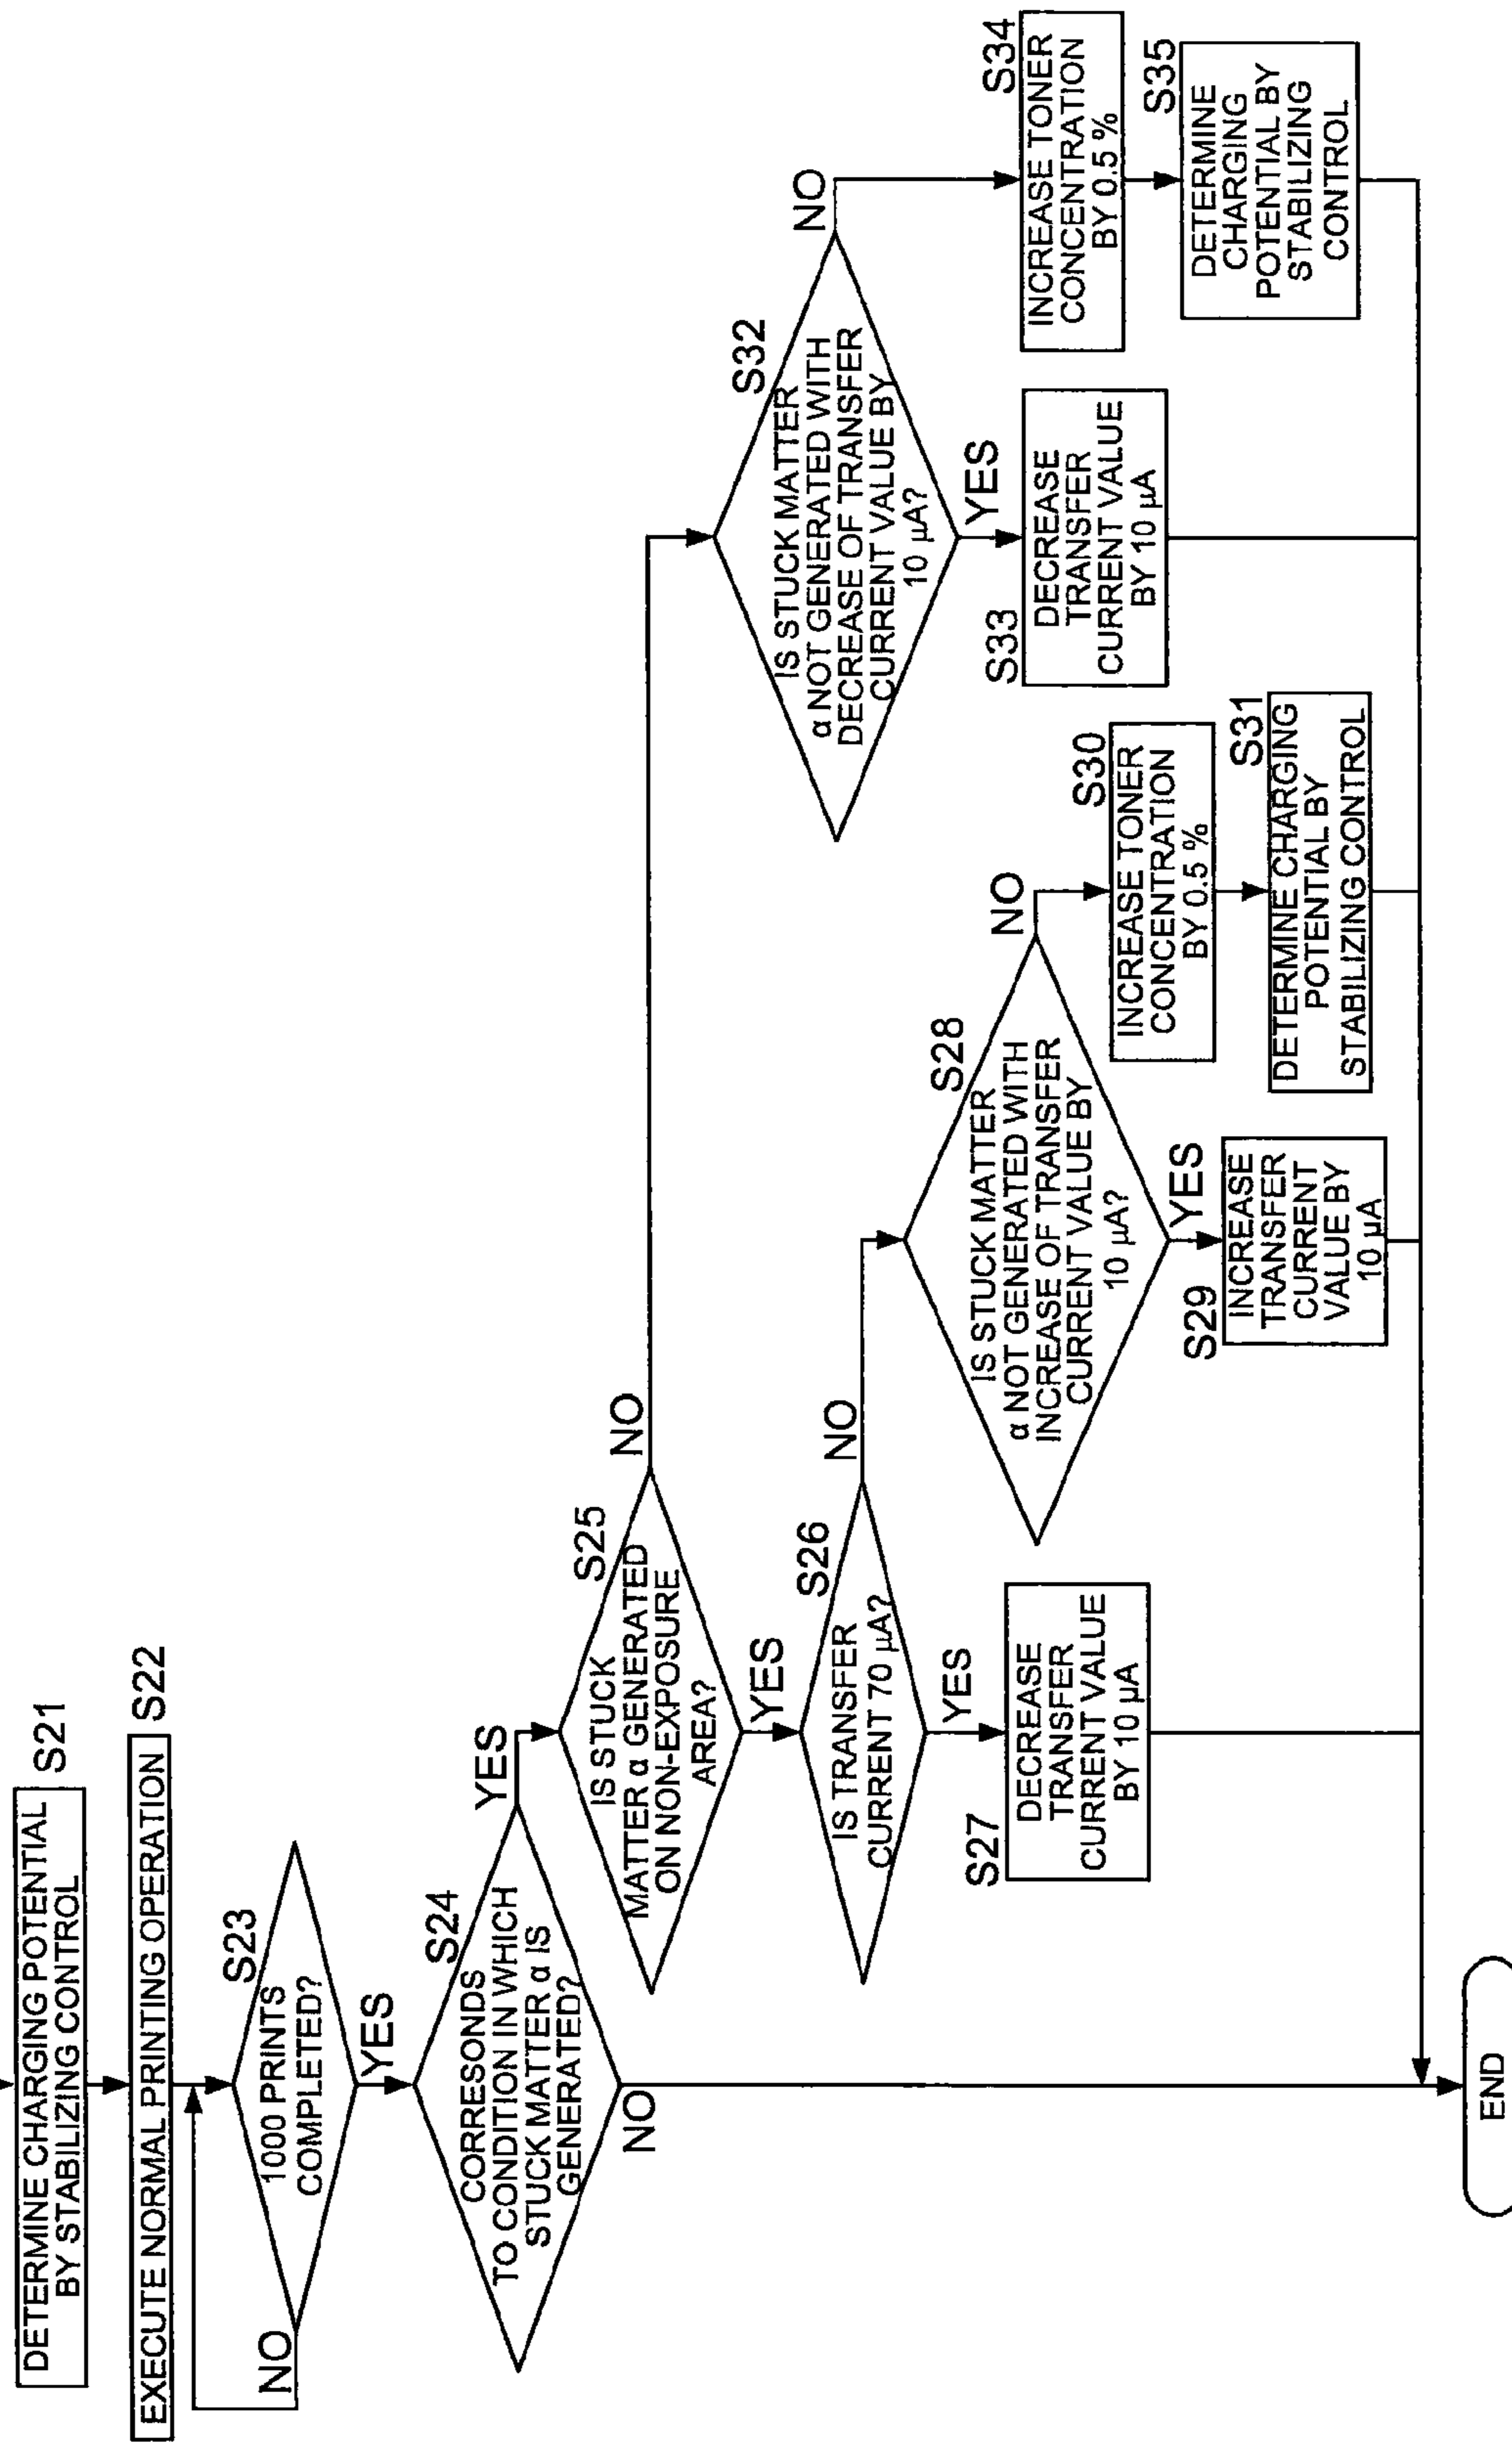 DETERMINE CHARGING POTENTIAL
BY STABILIZING CONTROL
S21
EXECUTE NORMAL PRINTING OPERATION
S22
S23
1000 PRINTS
COMPLETED?
NO
YES
S24
CORRESONDS
TO CONDITION IN WHICH
STUCK MATTER α IS
GENERATED?
YES
NO
S25
IS STUCK
MATTER α GENERATED
ON NON-EXPOSURE
AREA?
NO
YES
S26
IS TRANSFER
CURRENT 70 µA?
NO
YES
S27
DECREASE
TRANSFER
CURRENT VALUE
BY 10 µA
S28
IS STUCK MATTER
α NOT GENERATED WITH
INCREASE OF TRANSFER
CURRENT VALUE BY
10 µA?
NO
YES
S29
INCREASE
TRANSFER
CURRENT
VALUE BY
10 µA
S30
INCREASE TONER
CONCENTRATION
BY 0.5 %
S31
DETERMINE CHARGING
POTENTIAL BY
STABILIZING CONTROL
S32
IS STUCK MATTER
α NOT GENERATED WITH
DECREASE OF TRANSFER
CURRENT VALUE BY
10 µA?
NO
YES
S33
DECREASE
TRANSFER
CURRENT VALUE
BY 10 µA
S34
INCREASE TONER
CONCENTRATION
BY 0.5 %
S35
DETERMINE
CHARGING
POTENTIAL BY
STABILIZING
CONTROL
END